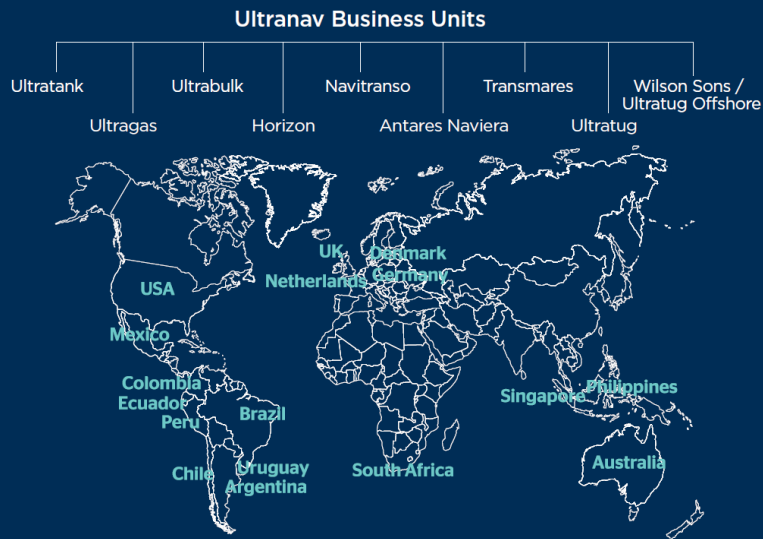 Ultranav Business Units
Ultratank
Ultrabulk
Navitranso
Transmares
Wilson Sons /
Ultratug Offshore
Ultragas
Horizon
Antares Naviera
Ultratug
UK
Denmark
Germany
Netherlands
USA
Mexico
Colombia
Ecuador
Peru
Brazil
Singapore
Philippines
Chile
Uruguay
Argentina
South Africa
Australia